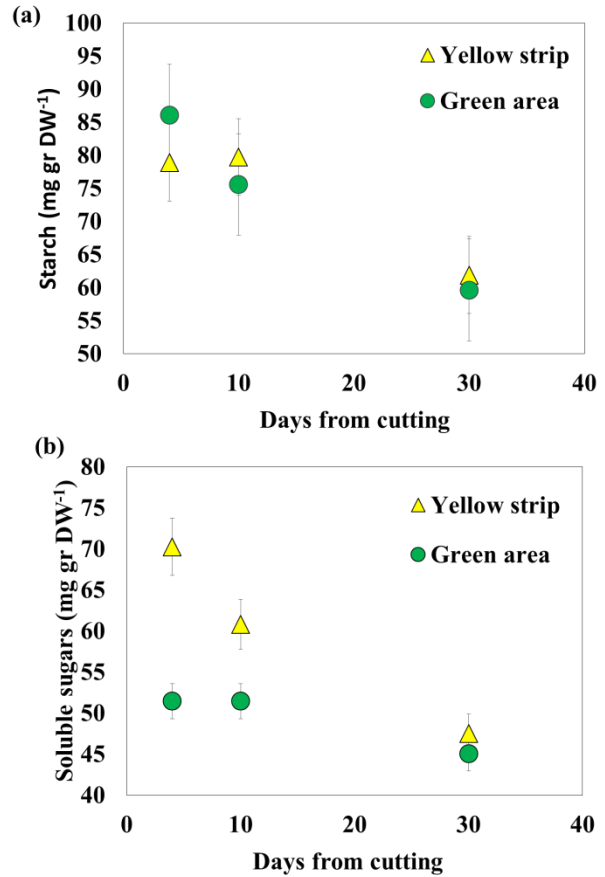 (a)
100
95
90
85
80
75
70
65
60
55
50
Starch (mg gr DW-1)
Yellow strip
Green area
0 10 20 30 40
Days from cutting
(b)
80
75
70
65
60
55
50
45
40
Soluble sugars (mg gr DW-1)
Yellow strip
Green area
0 10 20 30 40
Days from cutting